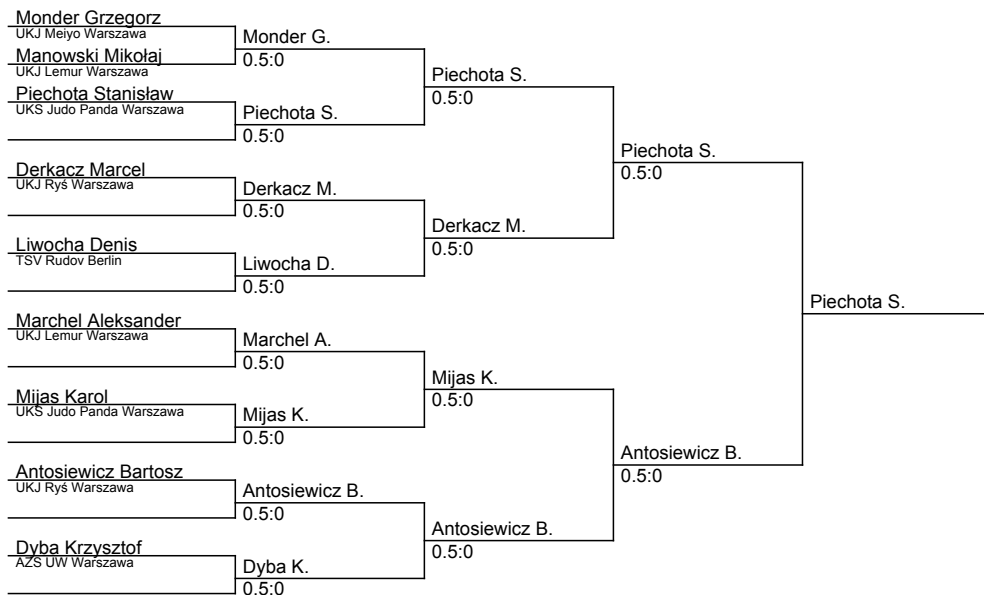 Monder Grzegorz
UKJ Meiyo Warszawa
Manowski Mikołaj
UKJ Lemur Warszawa
Piechota Stanisław
UKS Judo Panda Warszawa
Derkacz Marcel
UKJ Ryś Warszawa
Liwocha Denis
TSV Rudov Berlin
Marchel Aleksander
UKJ Lemur Warszawa
Mijas Karol
UKS Judo Panda Warszawa
Antosiewicz Bartosz
UKJ Ryś Warszawa
Dyba Krzysztof
AZS UW Warszawa
Monder G.
0.5:0
Piechota S.
0.5:0
Derkacz M.
0.5:0
Liwocha D.
0.5:0
Marchel A.
0.5:0
Mijas K.
0.5:0
Antosiewicz B.
0.5:0
Dyba K.
0.5:0
Piechota S.
0.5:0
Derkacz M.
0.5:0
Mijas K.
0.5:0
Antosiewicz B.
0.5:0
Piechota S.
0.5:0
Antosiewicz B.
0.5:0
Piechota S.